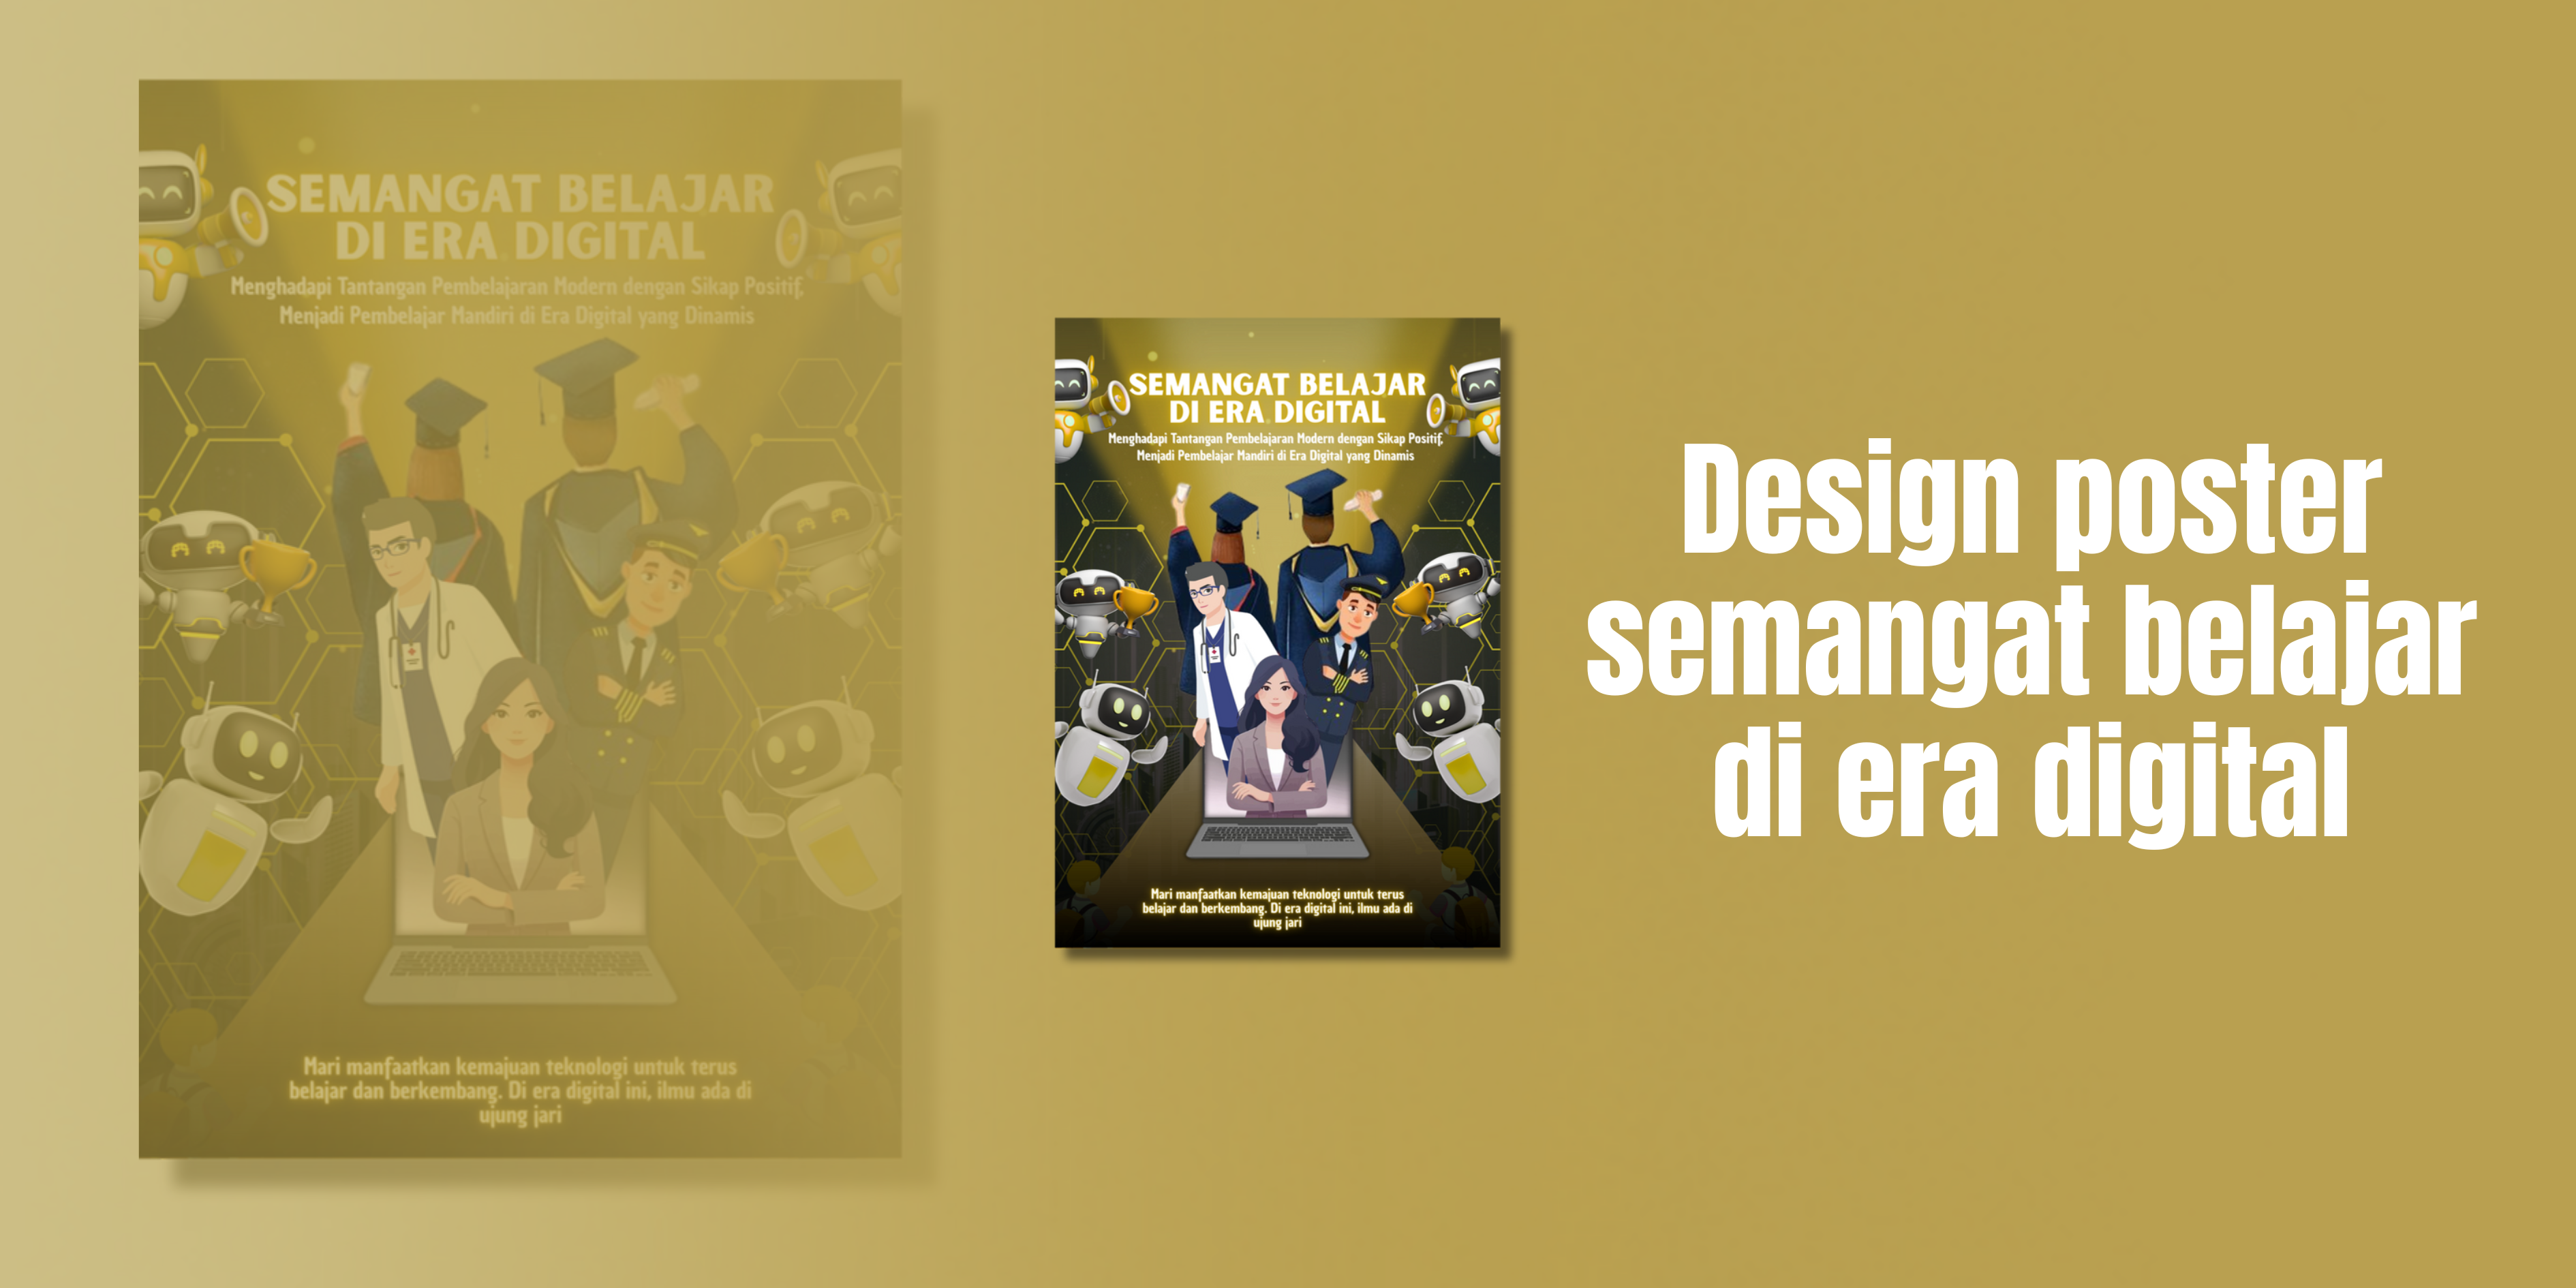 SEMANGAT BELAJAR
DI ERA DIGITAL
Menghadapi Tantangan Pembelajaran Modern dengan Sikap Positif,
Menjadi Pembelajar Mandiri di Era Digital yang Dinamis
Mari manfaatkan kemajuan teknologi untuk terus
belajar dan berkembang. Di era digital ini, ilmu ada di
ujung jari
SEMANGAT BELAJAR
DI ERA DIGITAL
Menghadapi Tantangan Pembelajaran Modern dengan Sikap Positif,
Menjadi Pembelajar Mandiri di Era Digital yang Dinamis
Mari manfaatkan kemajuan teknologi untuk terus
belajar dan berkembang. Di era digital ini, ilmu ada di
ujung jari
Design poster
semangat belajar
di era digital